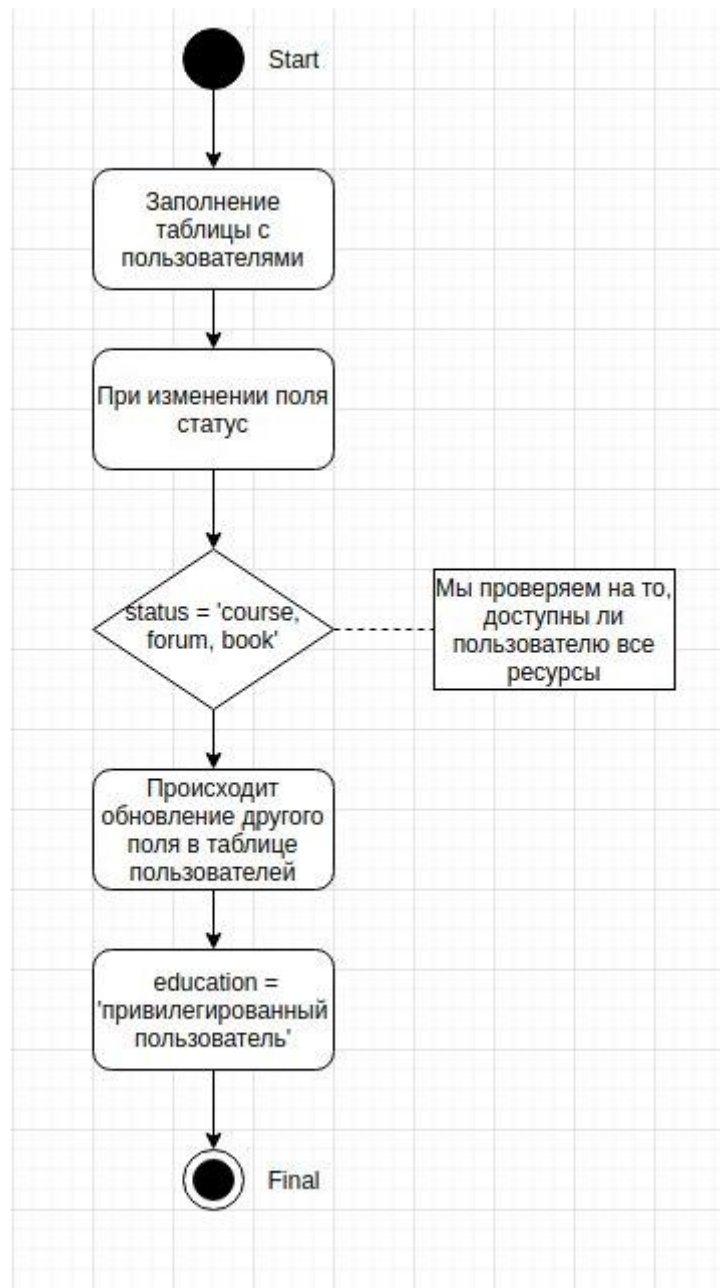 Start
Заполнение
таблицы с
пользователями
При изменении поля
статус
status = 'course,
forum, book'
Мы проверяем на то,
доступны ли
пользователю все
ресурсы
Происходит
обновление другого
поля в таблице
пользователей
education =
'привилегированный
пользователь'
Final